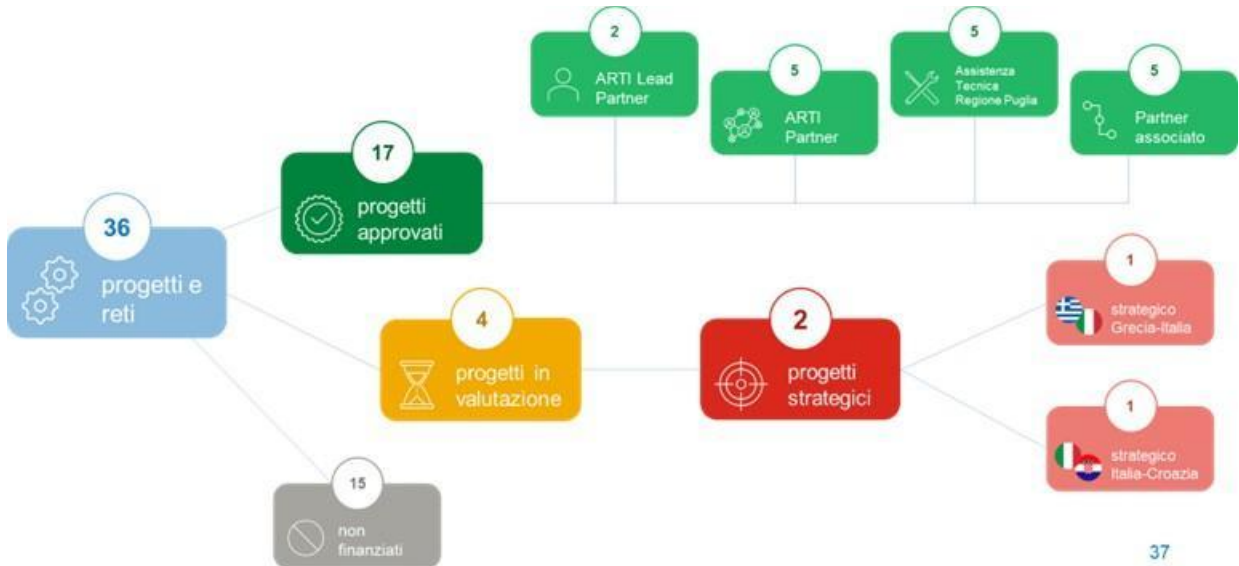 2
ARTI Lead
Partner
5
ARTI
Partner
5
Assistenza
Tecnica
Regione Puglia
5
Partner
associato
17
progetti
approvati
36
progetti e
reti
4
progetti in
valutazione
2
progetti
strategici
1
strategico
Grecia-Italia
1
strategico
Italia-Croazia
15
non
finanziati
37